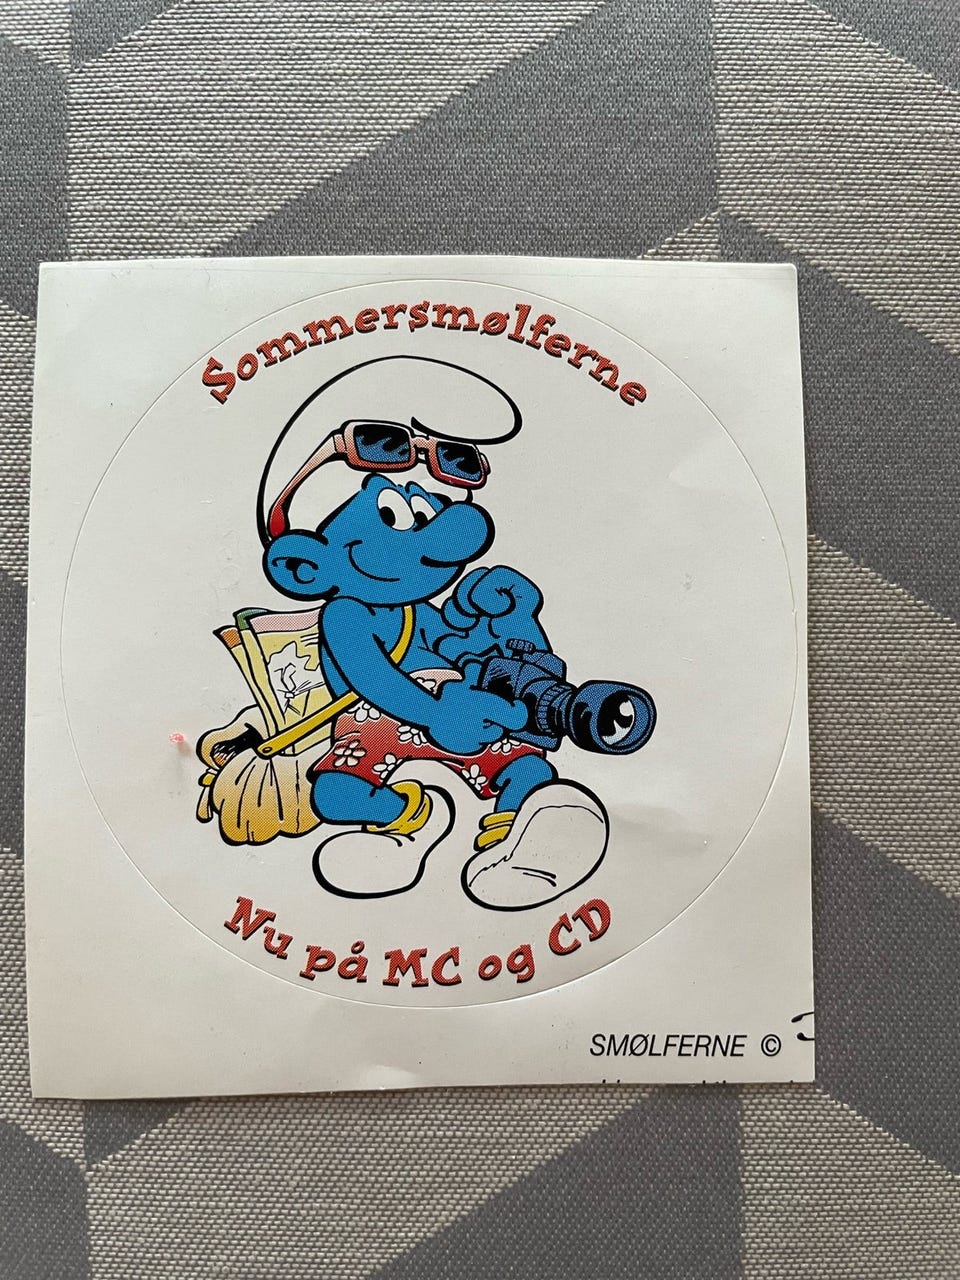 Sommersmølferne
Nu på MC og CD
SMØLFERNE ©